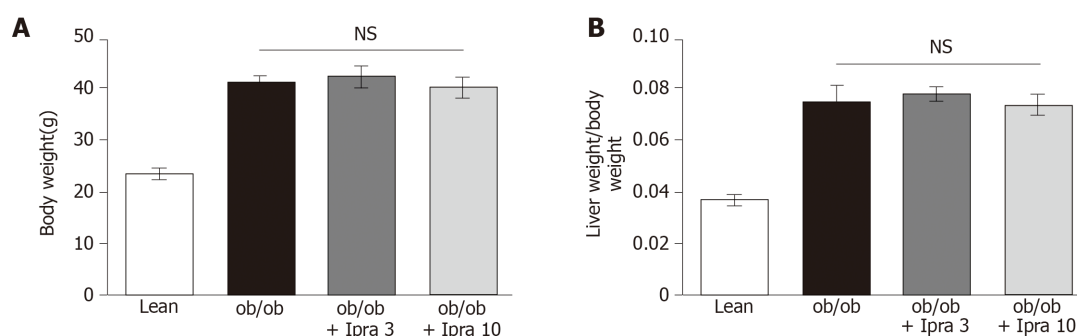 A
50
40
30
20
10
0
Body weight(g)
NS
Lean
ob/ob
ob/ob
+ Ipra 3
ob/ob
+ Ipra 10
B
0.10
0.08
0.06
0.04
0.02
0
Liver weight/body
weight
NS
Lean
ob/ob
ob/ob
+ Ipra 3
ob/ob
+ Ipra 10